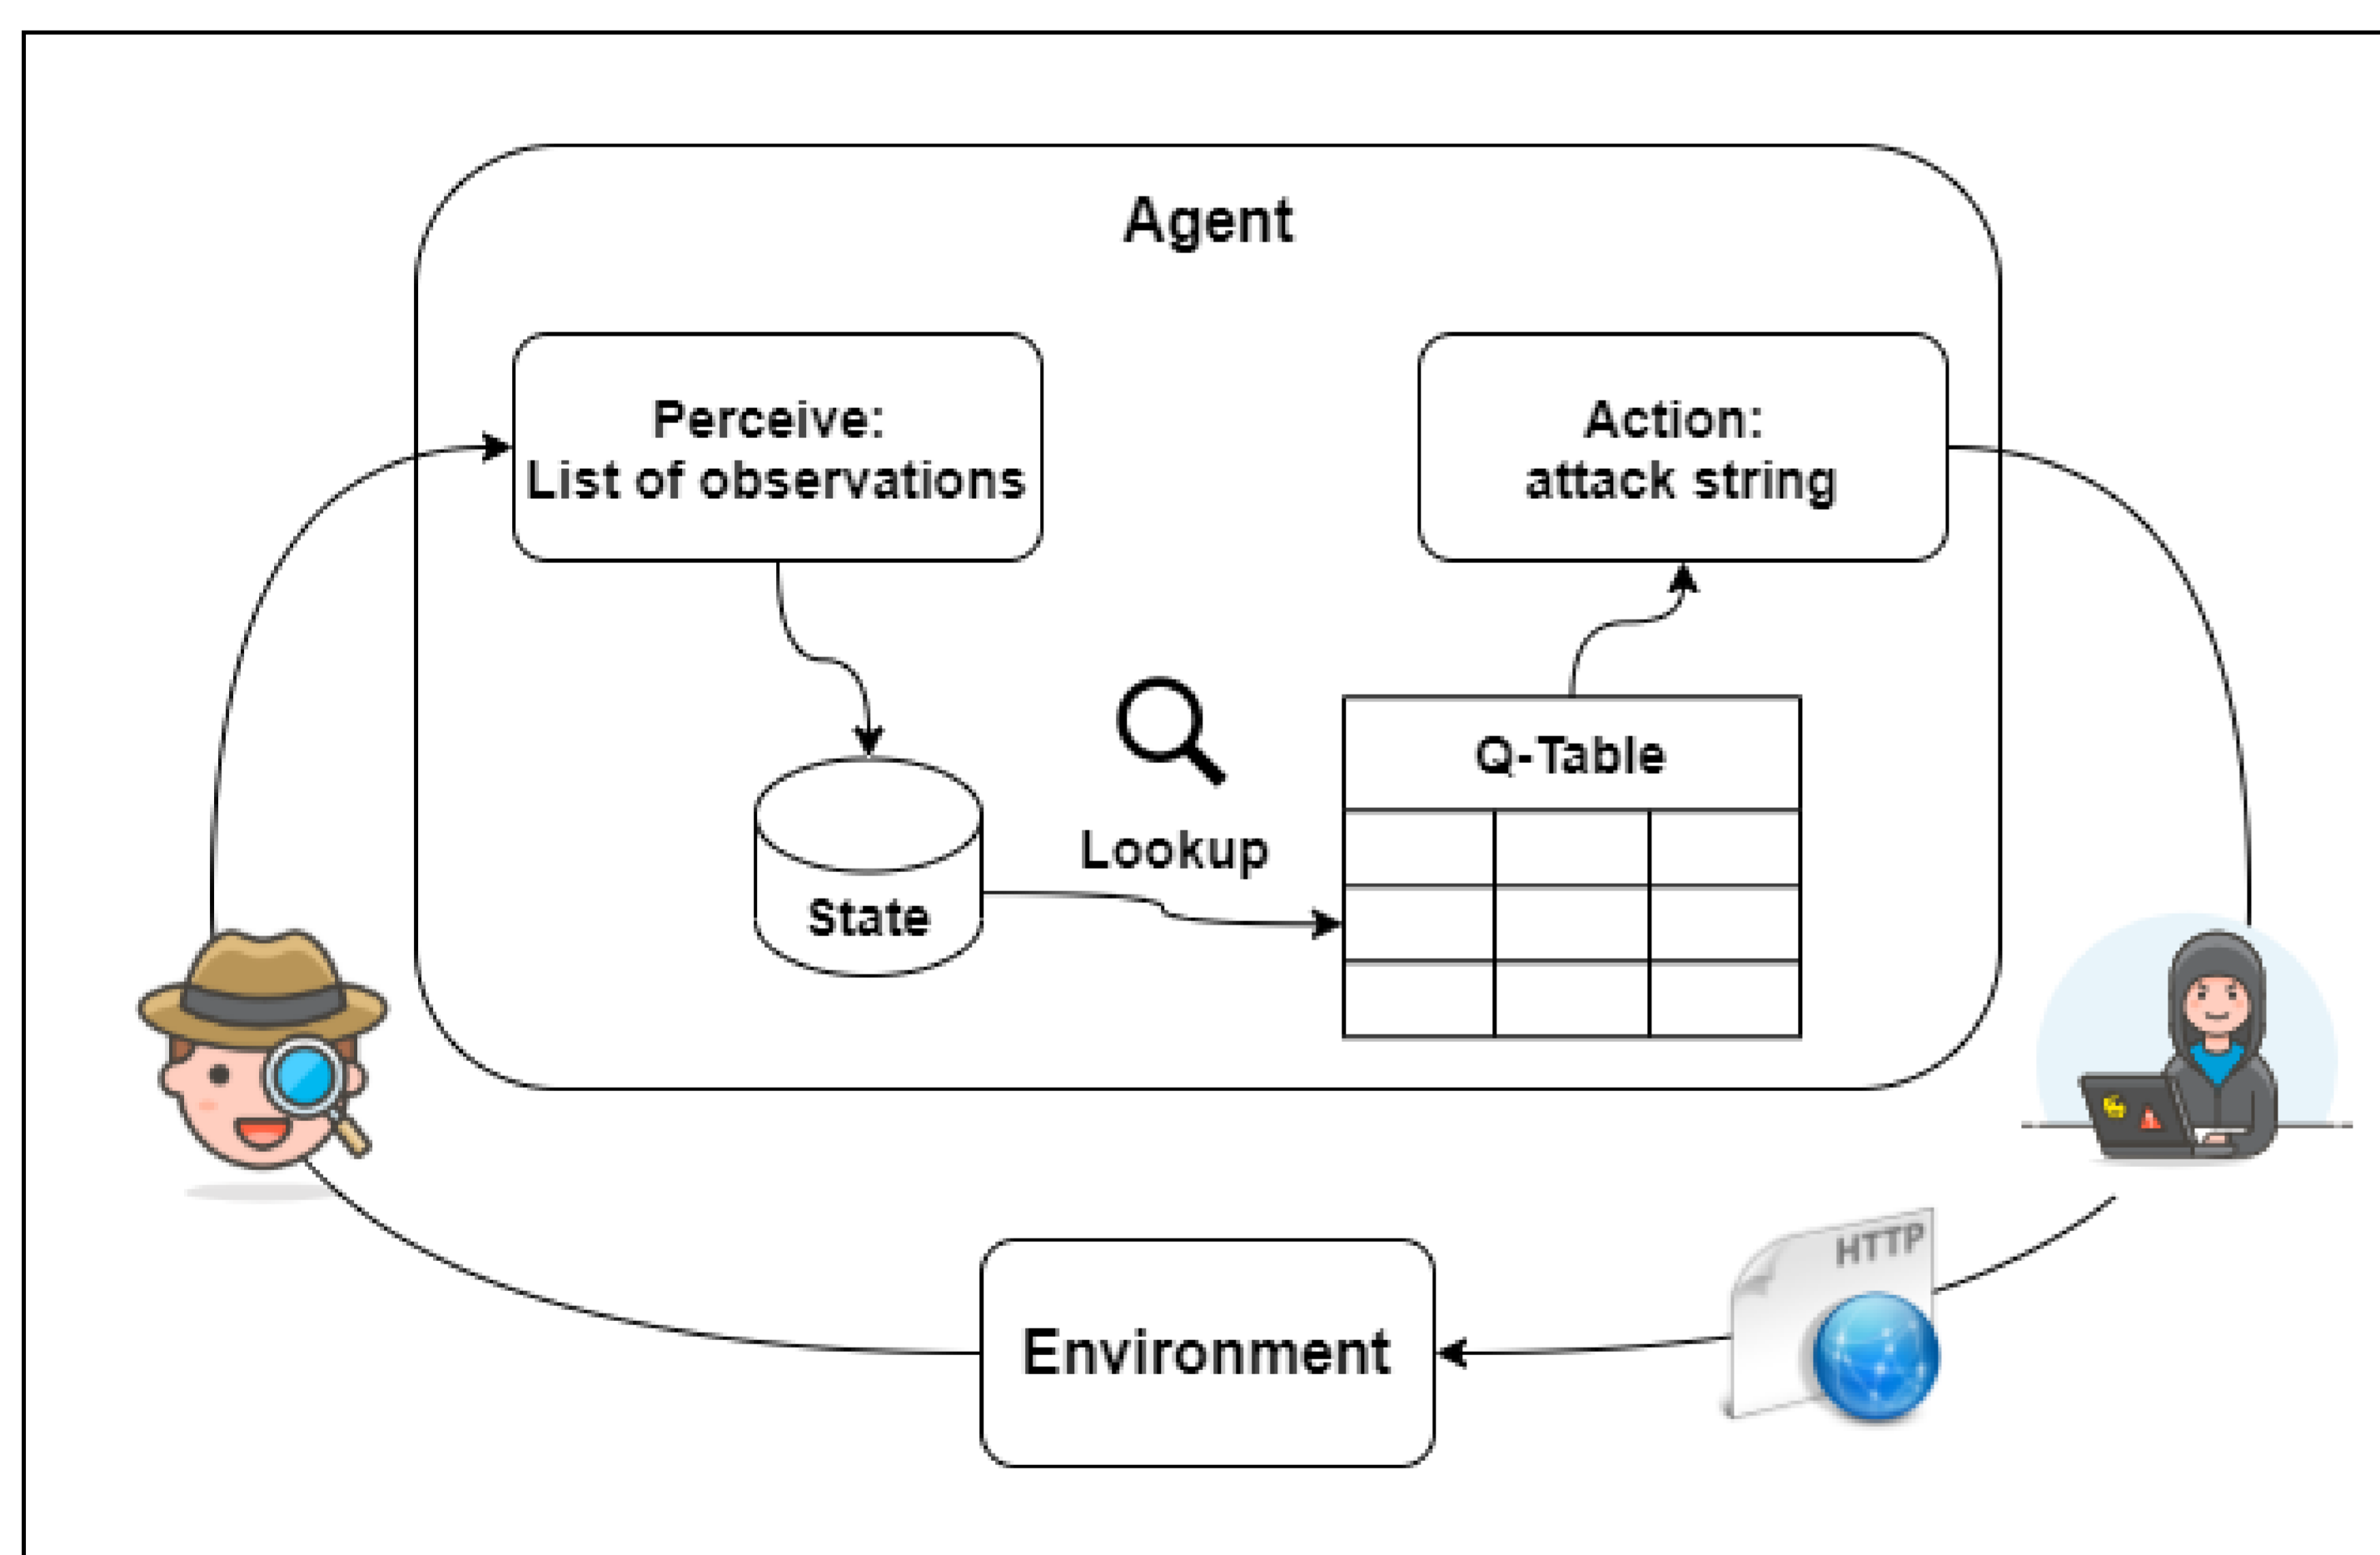 Agent
Perceive:
List of observations
Action:
attack string
Q-Table
Lookup
State
HTTP
Environment